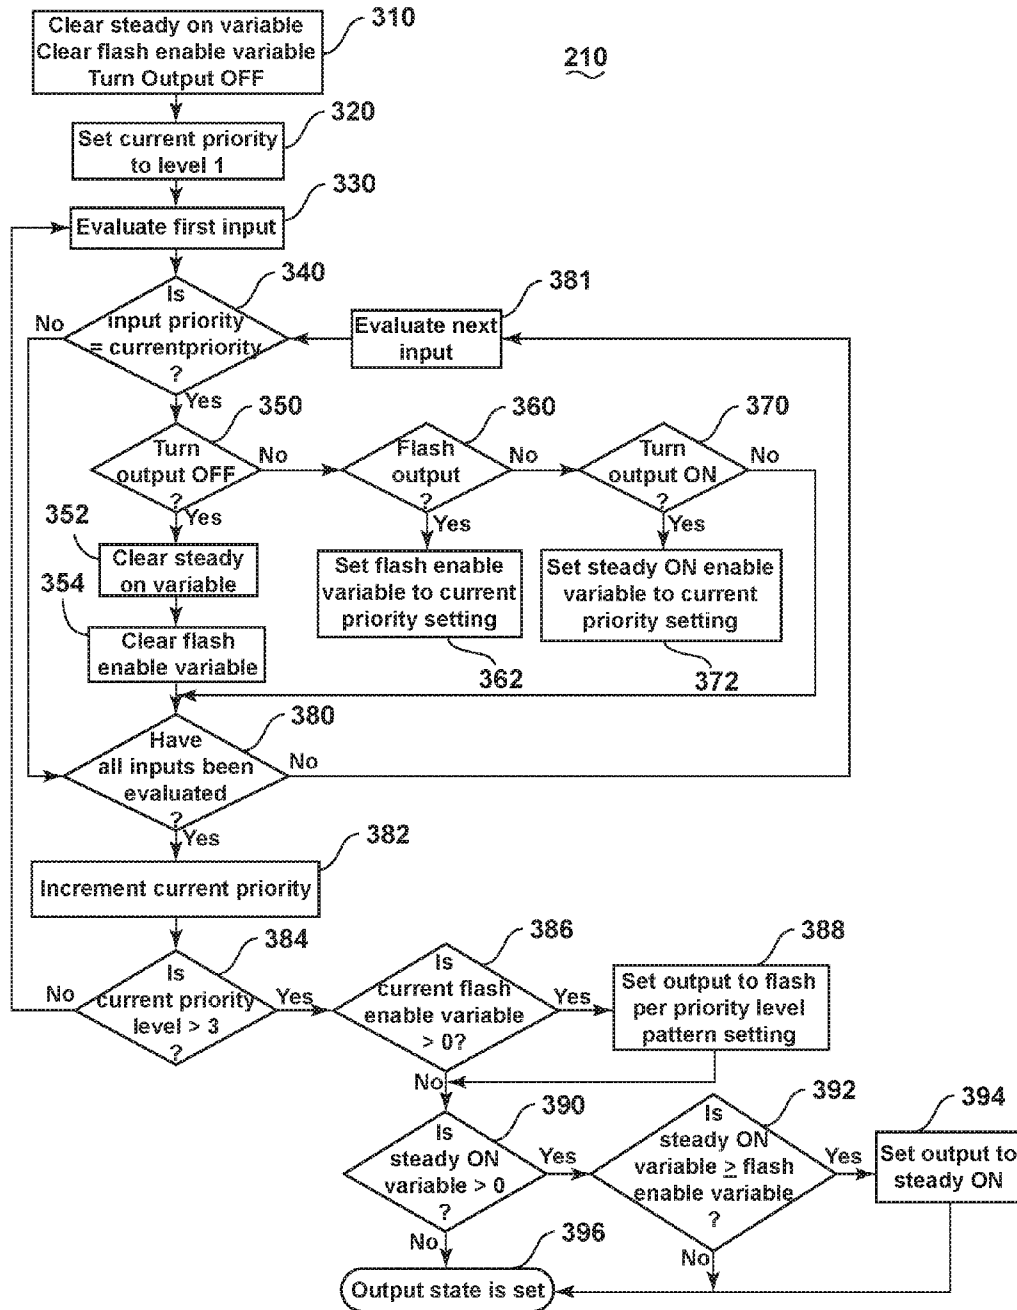 Clear steady on variable
Clear flash enable variable
Turn Output OFF
310
210
320
Set current priority
to level 1
330
Evaluate first input
340
Is
input priority
= currentpriority
?
No
Yes
381
Evaluate next
input
350
Turn
output OFF
?
No
Yes
360
Flash
output
?
No
Yes
370
Turn
output ON
?
No
Yes
352
Clear steady
on variable
354
Clear flash
enable variable
Set flash enable
variable to current
priority setting
362
Set steady ON enable
variable to current
priority setting
372
380
Have
all inputs been
evaluated
?
No
Yes
382
Increment current priority
384
Is
current priority
level > 3
?
No
Yes
386
Is
current flash
enable variable
> 0?
Yes
No
388
Set output to flash
per priority level
pattern setting
390
Is
steady ON
variable > 0
?
Yes
No
392
Is
steady ON
variable ≥ flash
enable variable
?
Yes
No
394
Set output to
steady ON
396
Output state is set